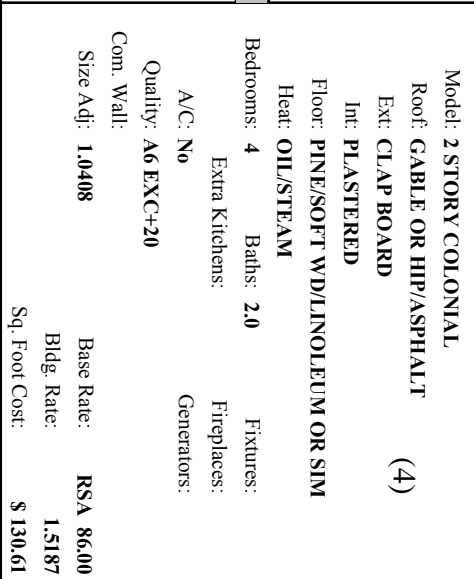 Model: 2 STORY COLONIAL
Roof: GABLE OR HIP/ASPHALT
Ext: CLAP BOARD (4)
Int: PLASTERED
Floor: PINE/SOFT WD/LINOLEUM OR SIM
Heat: OIL/STEAM
Bedrooms: 4 Baths: 2.0 Fixtures:
Extra Kitchens: Fireplaces:
A/C: No Generators:
Quality: A6 EXC+20
Com. Wall:
Size Adj: 1.0408 Base Rate: RSA 86.00
Bldg. Rate: 1.5187
Sq. Foot Cost: $ 130.61